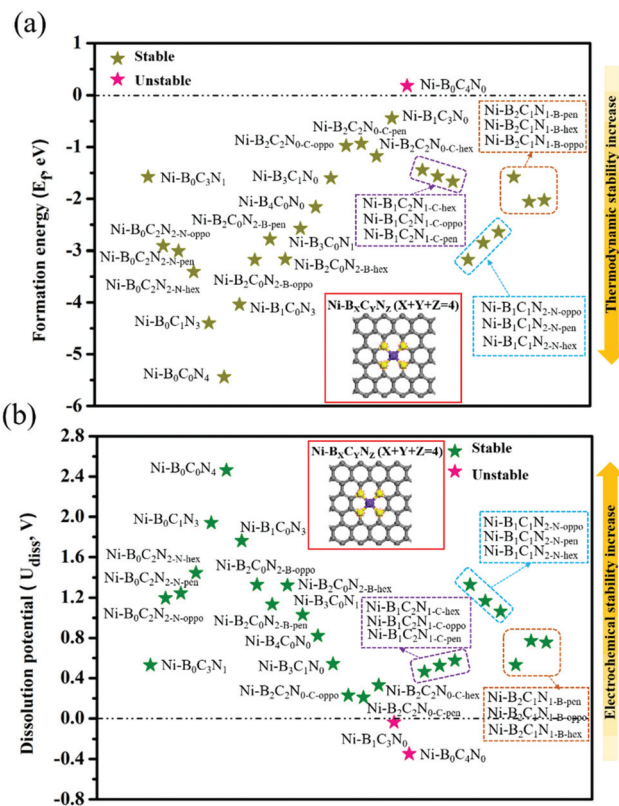 (a)
1
0
-1
-2
-3
-4
-5
-6
Formation energy (E_f, eV)
Stable
Unstable
Ni-B₀C₄N₀
Ni-B₁C₃N₀
Ni-B₂C₂N₀-C-pen
Ni-B₂C₂N₀-C-oppo
Ni-B₂C₂N₀-C-hex
Ni-B₀C₃N₁
Ni-B₃C₁N₀
Ni-B₄C₀N₀
Ni-B₀C₂N₂-N-oppo
Ni-B₂C₀N₂-B-pen
Ni-B₃C₀N₁
Ni-B₀C₂N₂-N-pen
Ni-B₀C₂N₂-N-hex
Ni-B₂C₀N₂-B-hex
Ni-B₂C₀N₂-B-oppo
Ni-B₁C₀N₃
Ni-B₀C₁N₃
Ni-B₀C₀N₄
Ni-B₂C₁N₁-B-pen
Ni-B₂C₁N₁-B-hex
Ni-B₂C₁N₁-B-oppo
Ni-B₁C₂N₁-C-hex
Ni-B₁C₂N₁-C-oppo
Ni-B₁C₂N₁-C-pen
Ni-B₁C₁N₂-N-oppo
Ni-B₁C₁N₂-N-pen
Ni-B₁C₁N₂-N-hex
Ni-BₓCᵧN_Z (X+Y+Z=4)
Thermodynamic stability increase
(b)
2.8
2.4
2.0
1.6
1.2
0.8
0.4
0.0
-0.4
-0.8
Dissolution potential ( U_diss, V)
Stable
Unstable
Ni-BₓCᵧN_Z (X+Y+Z=4)
Ni-B₀C₀N₄
Ni-B₀C₁N₃
Ni-B₁C₀N₃
Ni-B₀C₂N₂-N-hex
Ni-B₂C₀N₂-B-oppo
Ni-B₀C₂N₂-N-pen
Ni-B₂C₀N₂-B-hex
Ni-B₃C₀N₁
Ni-B₀C₂N₂-N-oppo
Ni-B₂C₀N₂-B-pen
Ni-B₄C₀N₀
Ni-B₀C₃N₁
Ni-B₃C₁N₀
Ni-B₂C₂N₀-C-oppo
Ni-B₂C₂N₀-C-hex
Ni-B₂C₂N₀-C-pen
Ni-B₁C₃N₀
Ni-B₀C₄N₀
Ni-B₁C₂N₁-C-hex
Ni-B₁C₂N₁-C-oppo
Ni-B₁C₂N₁-C-pen
Ni-B₁C₁N₂-N-oppo
Ni-B₁C₁N₂-N-pen
Ni-B₁C₁N₂-N-hex
Ni-B₂C₁N₁-B-pen
Ni-B₂C₁N₁-B-oppo
Ni-B₂C₁N₁-B-hex
Electrochemical stability increase